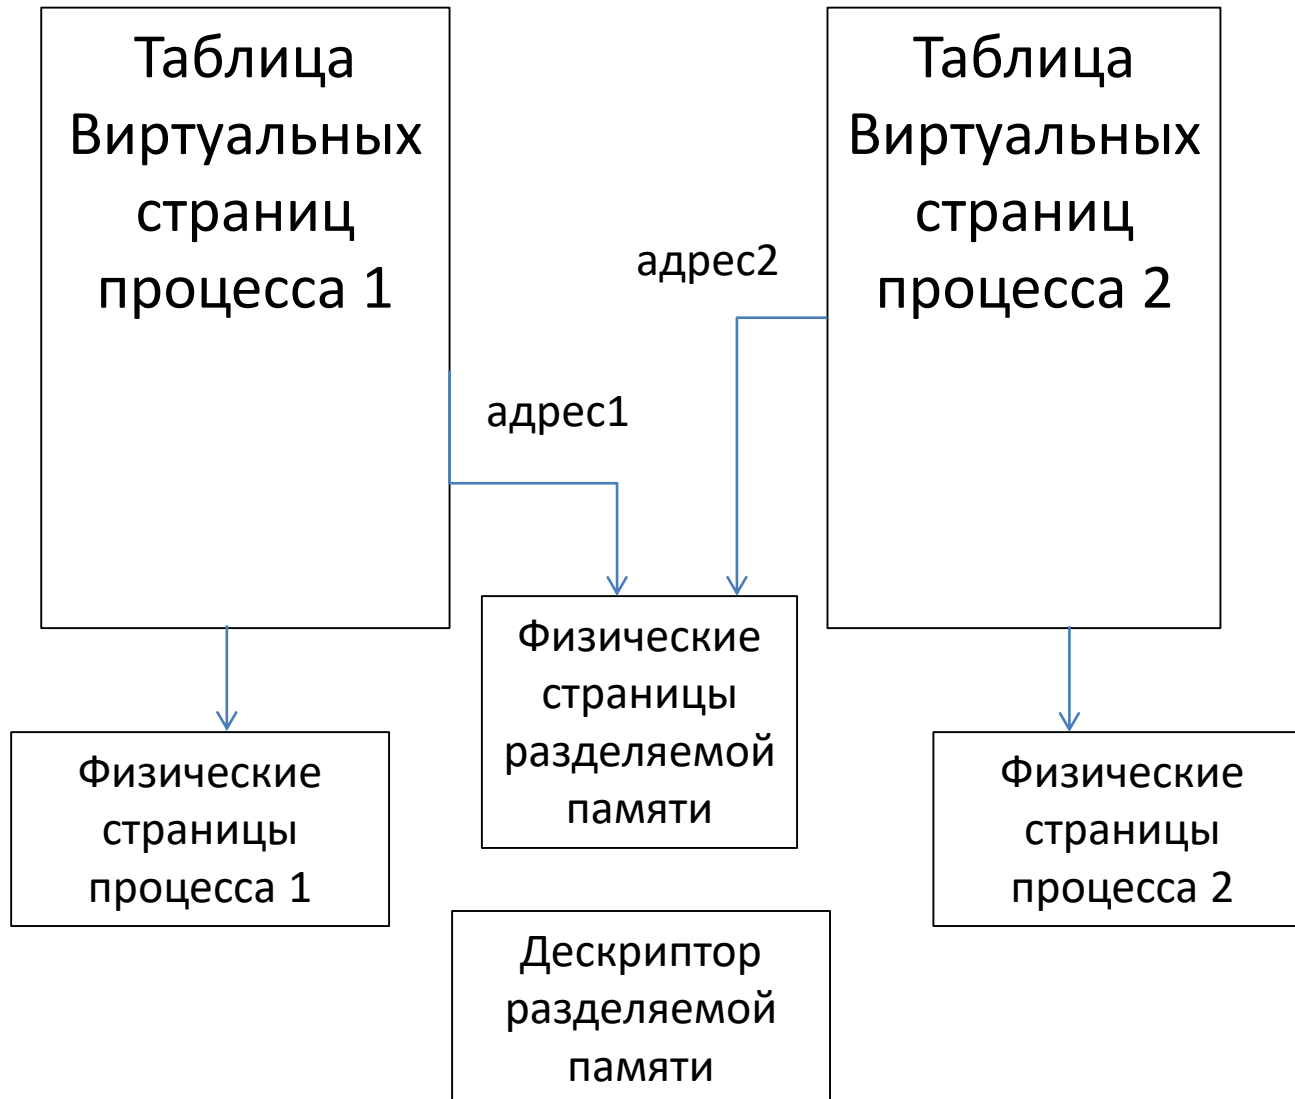 Таблица
Виртуальных
страниц
процесса 1
Таблица
Виртуальных
страниц
процесса 2
адрес2
адрес1
Физические
страницы
разделяемой
памяти
Физические
страницы
процесса 1
Физические
страницы
процесса 2
Дескриптор
разделяемой
памяти